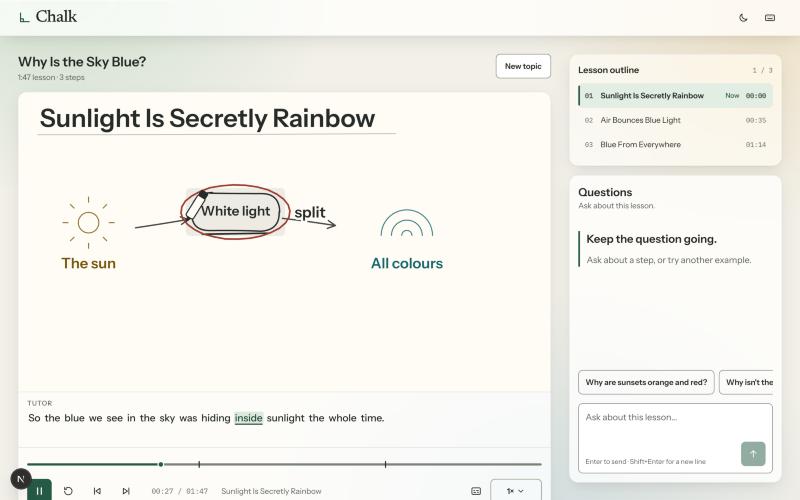 Chalk
Why Is the Sky Blue?
1:47 lesson · 3 steps
New topic
Sunlight Is Secretly Rainbow
White light
split
The sun
All colours
TUTOR
So the blue we see in the sky was hiding inside sunlight the whole time.
N
00:27 / 01:47
Sunlight Is Secretly Rainbow
1×
Lesson outline
1 / 3
01 Sunlight Is Secretly Rainbow Now 00:00
02 Air Bounces Blue Light 00:35
03 Blue From Everywhere 01:14
Questions
Ask about this lesson.
Keep the question going.
Ask about a step, or try another example.
Why are sunsets orange and red?
Why isn't the
Ask about this lesson...
Enter to send · Shift+Enter for a new line